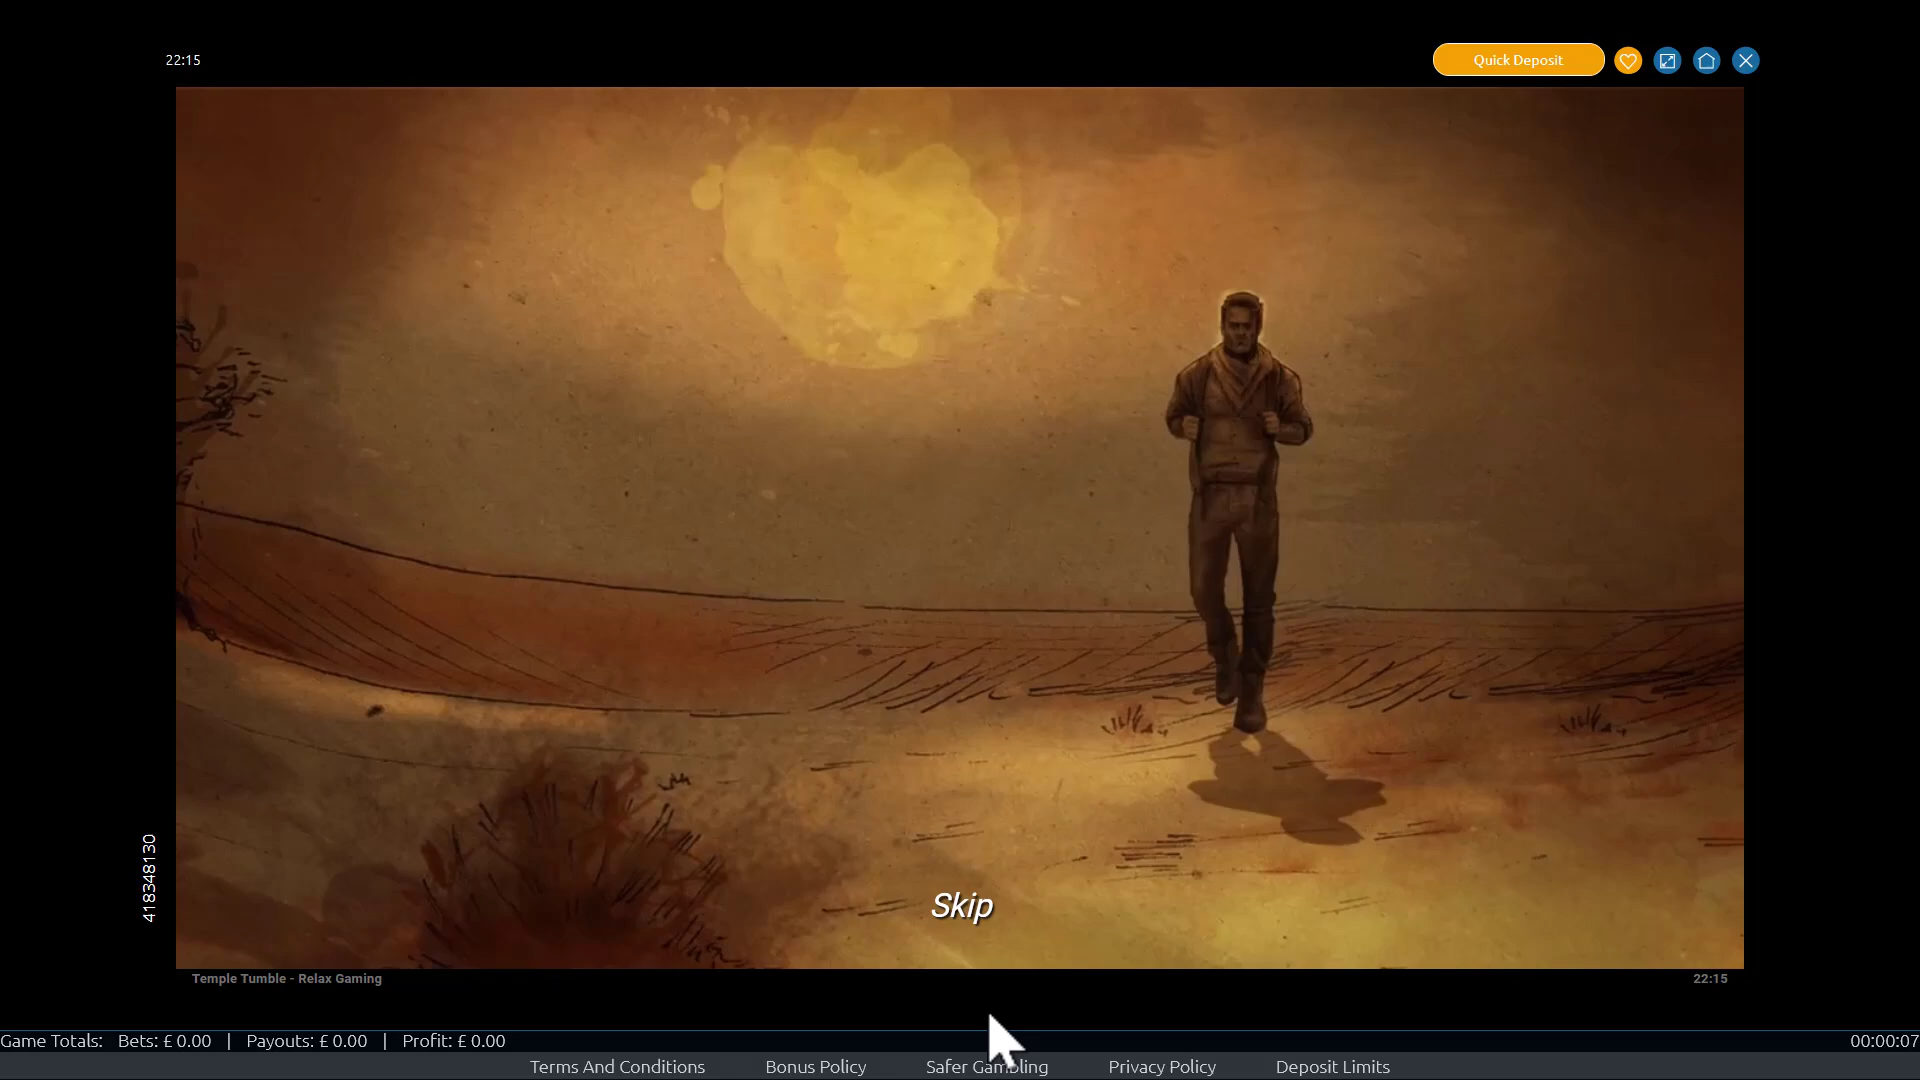 22:15
Quick Deposit
418348130
Skip
Temple Tumble - Relax Gaming
22:15
Game Totals: Bets: £ 0.00 | Payouts: £ 0.00 | Profit: £ 0.00
00:00:07
Terms And Conditions
Bonus Policy
Safer Gambling
Privacy Policy
Deposit Limits